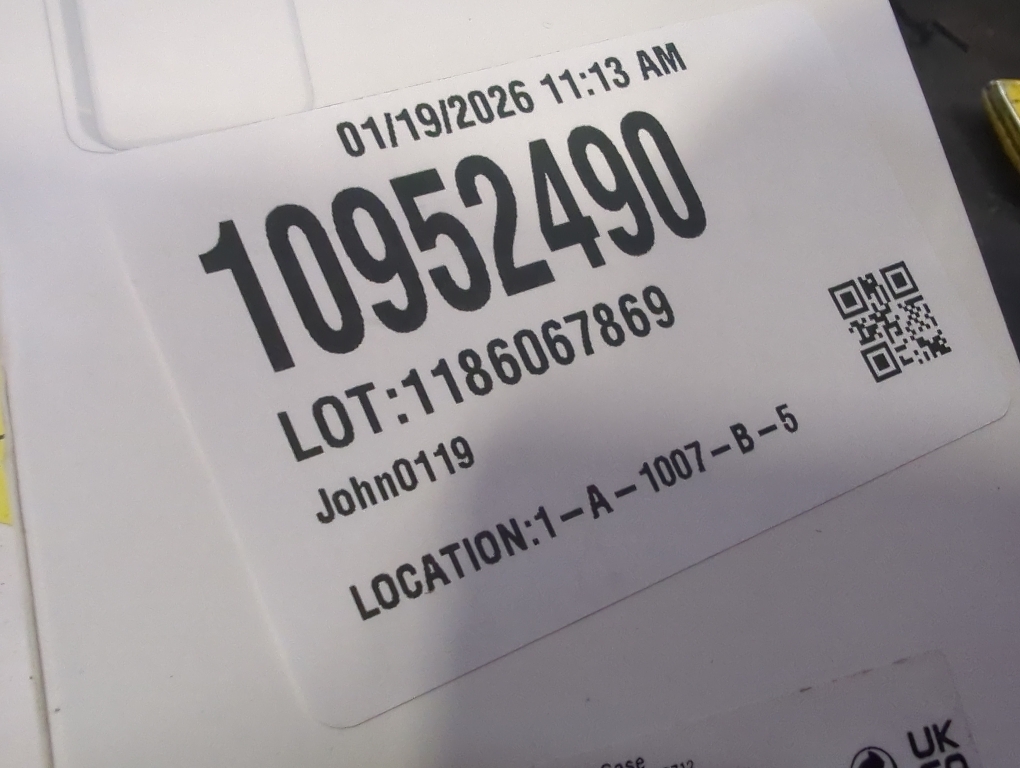 01/19/2026 11:13 AM
10952490
LOT:1186067869
John0119
LOCATION:1-A-1007-B-5
Case
UK